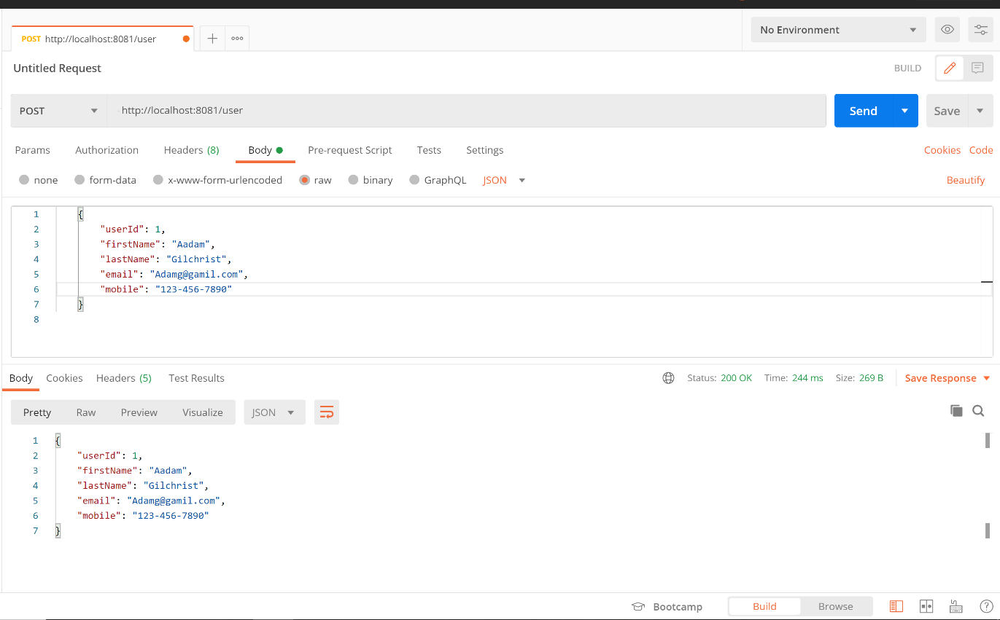 POST http://localhost:8081/user
No Environment
Untitled Request
BUILD
POST http://localhost:8081/user Send Save
Params Authorization Headers (8) Body Pre-request Script Tests Settings Cookies Code
none form-data x-www-form-urlencoded raw binary GraphQL JSON Beautify
1 {
2 "userId": 1,
3 "firstName": "Aadam",
4 "lastName": "Gilchrist",
5 "email": "Adamg@gamil.com",
6 "mobile": "123-456-7890"
7 }
8
Body Cookies Headers (5) Test Results Status: 200 OK Time: 244 ms Size: 269 B Save Response
Pretty Raw Preview Visualize JSON
1 {
2 "userId": 1,
3 "firstName": "Aadam",
4 "lastName": "Gilchrist",
5 "email": "Adamg@gamil.com",
6 "mobile": "123-456-7890"
7 }
Bootcamp Build Browse